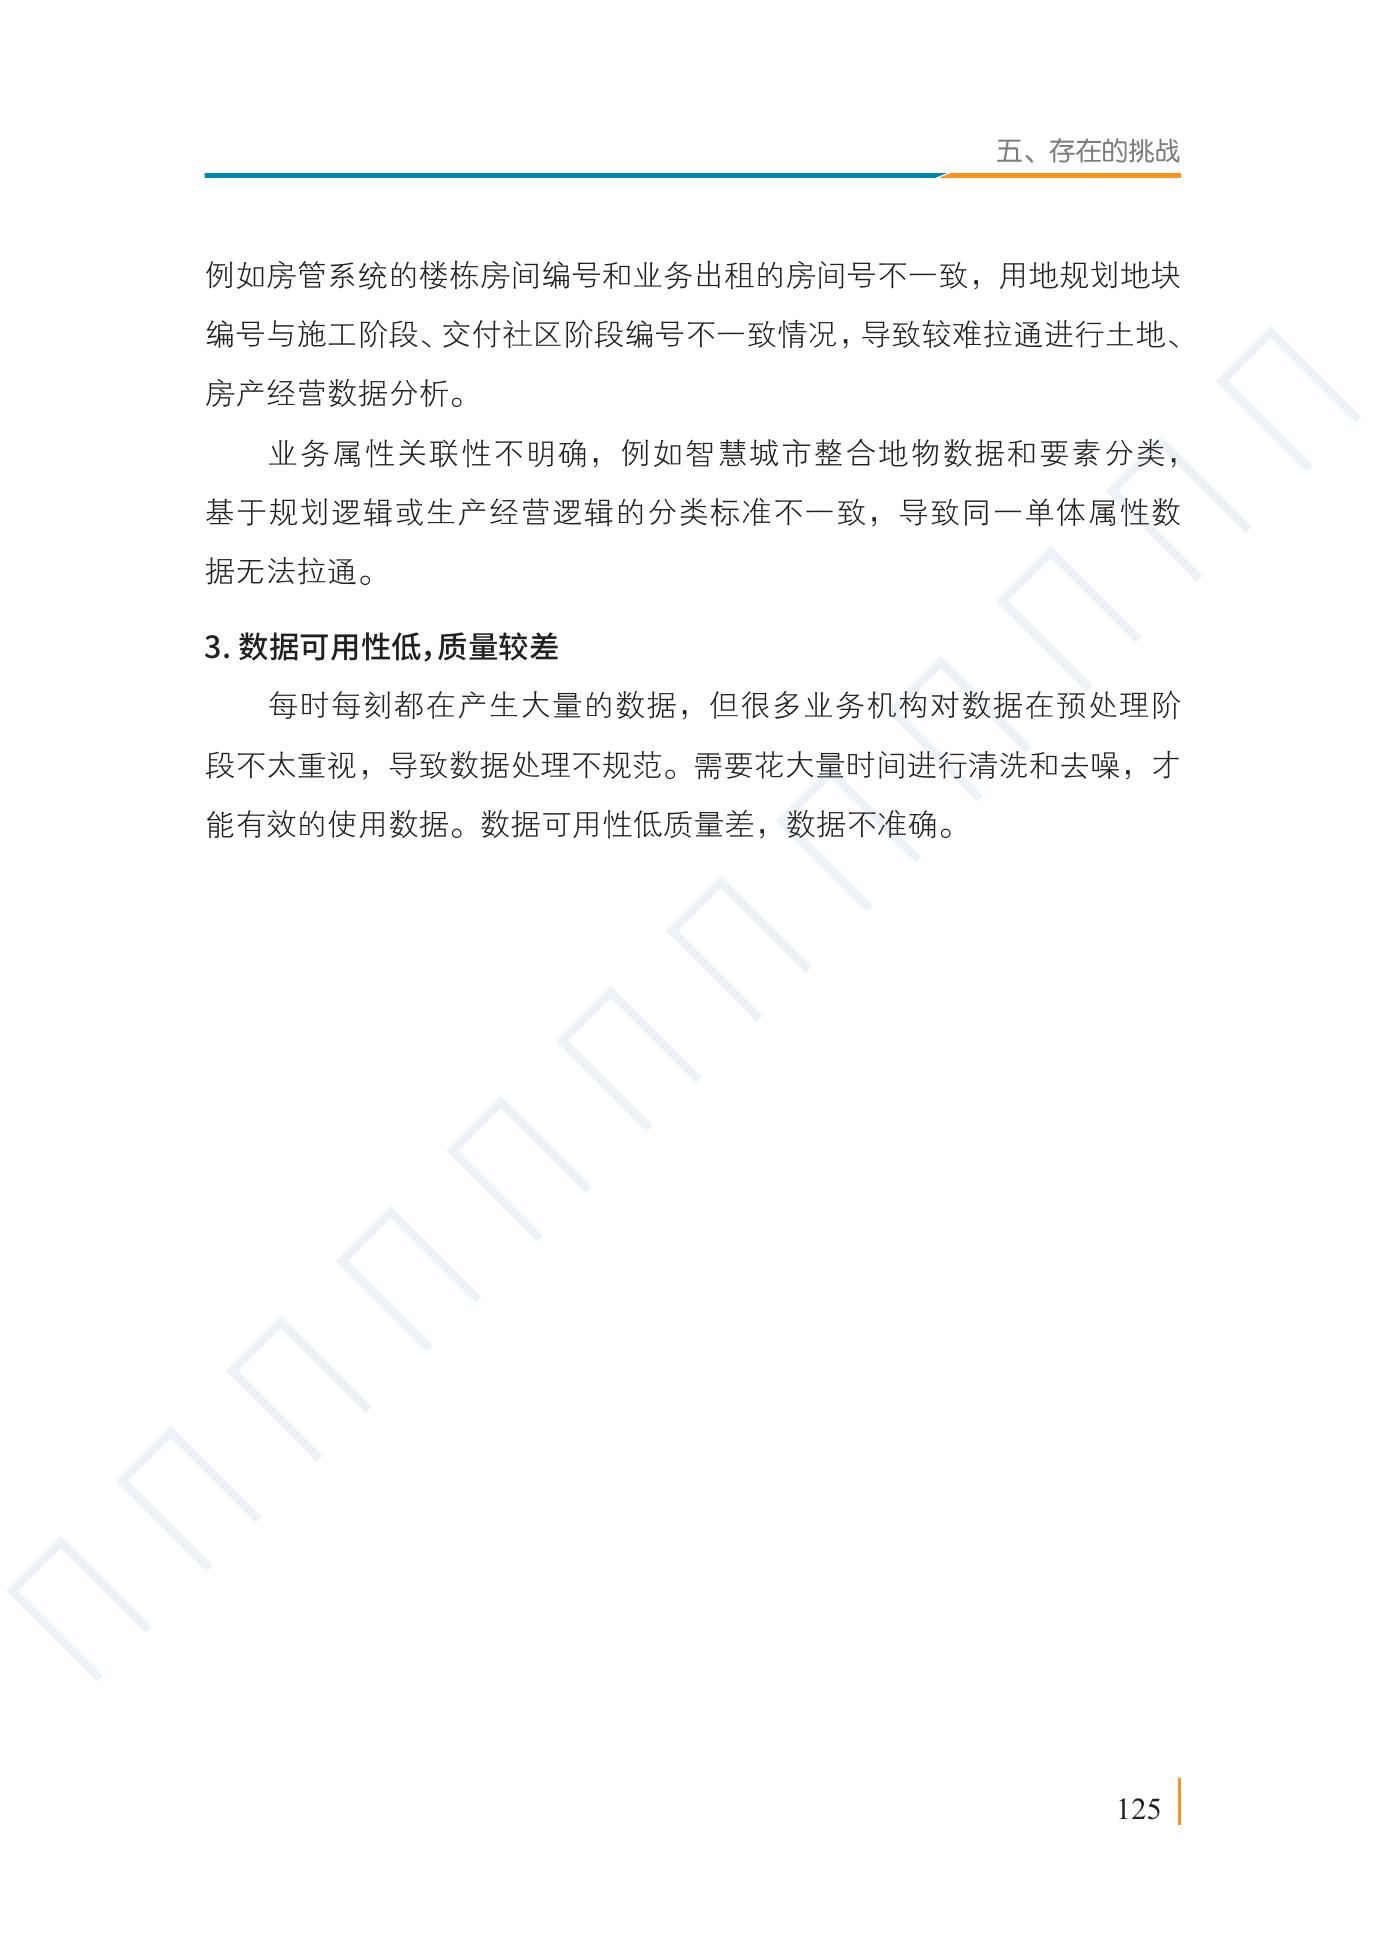 五、存在的挑战
例如房管系统的楼栋房间编号和业务出租的房间号不一致，用地规划地块
编号与施工阶段、交付社区阶段编号不一致情况，导致较难拉通进行土地、
房产经营数据分析。
业务属性关联性不明确，例如智慧城市整合地物数据和要素分类，
基于规划逻辑或生产经营逻辑的分类标准不一致，导致同一单体属性数
据无法拉通。
3. 数据可用性低，质量较差
每时每刻都在产生大量的数据，但很多业务机构对数据在预处理阶
段不太重视，导致数据处理不规范。需要花大量时间进行清洗和去噪，才
能有效的使用数据。数据可用性低质量差，数据不准确。
125